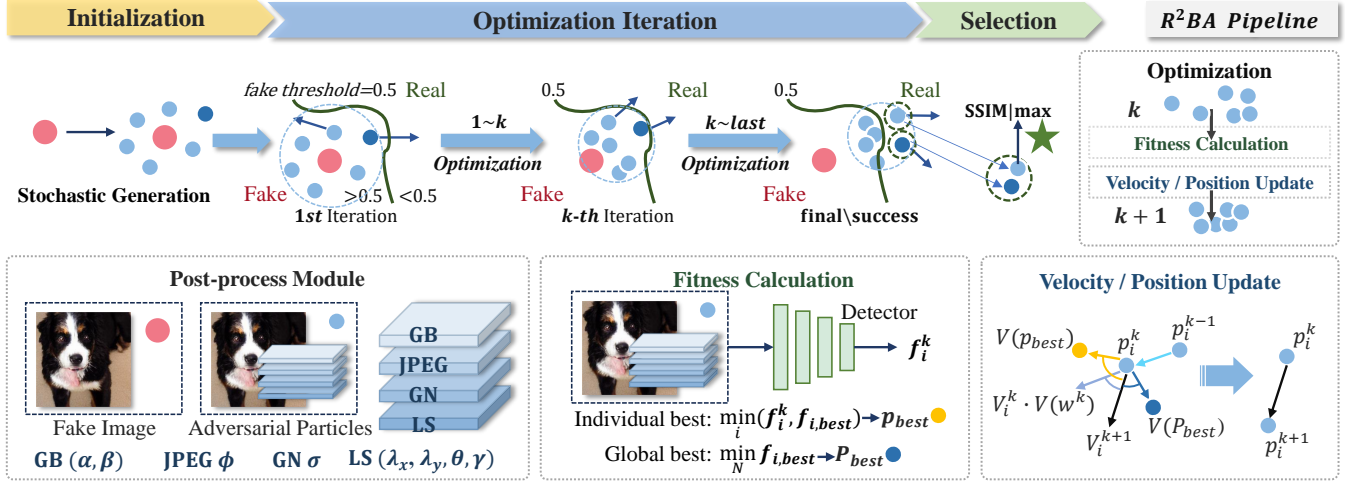 Initialization
Optimization Iteration
Selection
R²BA Pipeline
fake threshold=0.5
Real
Fake
>0.5
<0.5
Stochastic Generation
1st Iteration
1~k
Optimization
0.5
Real
Fake
k-th Iteration
k~last
Optimization
0.5
Real
Fake
final\success
SSIM|max
Optimization
k
Fitness Calculation
Velocity / Position Update
k + 1
Post-process Module
Fake Image
Adversarial Particles
GB
JPEG
GN
LS
GB (α, β) JPEG ϕ GN σ LS (λₓ, λ_y, θ, γ)
Fitness Calculation
Detector
f_i^k
Individual best: min_i (f_i^k, f_{i,best})→p_best
Global best: min_N f_{i,best}→P_best
Velocity / Position Update
V(p_best)
p_i^k
p_i^{k−1}
V_i^k · V(w^k)
V_i^{k+1}
V(P_best)
p_i^k
p_i^{k+1}